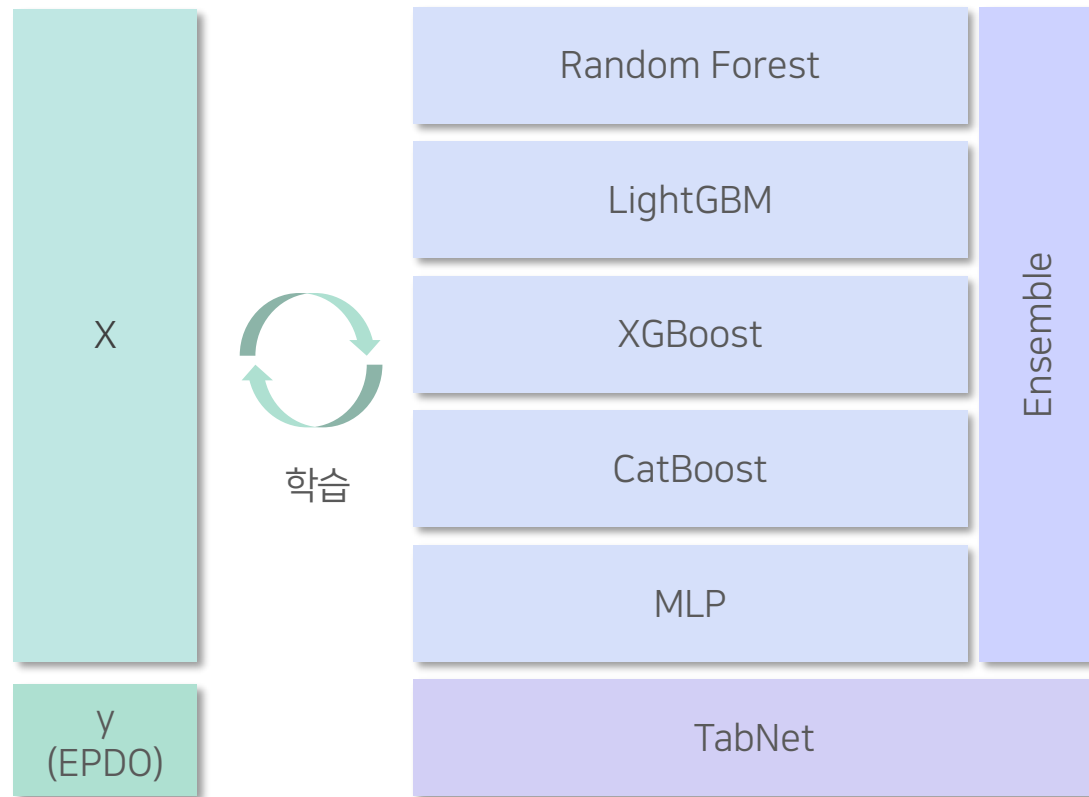 X
y
(EPDO)
학습
Random Forest
LightGBM
XGBoost
CatBoost
MLP
Ensemble
TabNet